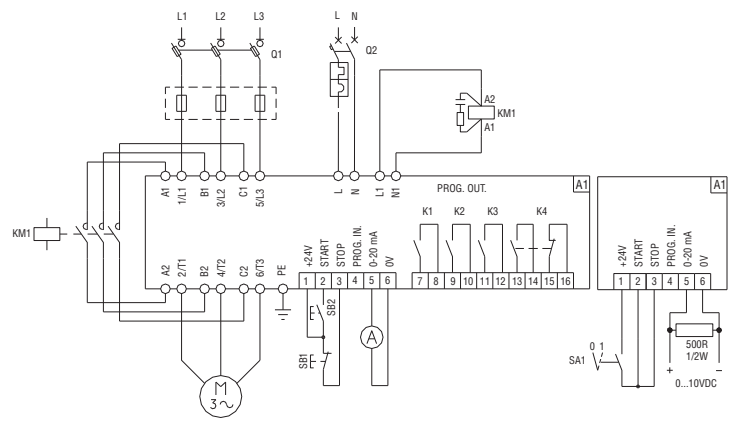 L1 L2 L3 L N
Q1 Q2
A2
KM1
A1
A1 1/L1 B1 3/L2 C1 5/L3 L N L1 N1 PROG. OUT. A1 A1
KM1
K1 K2 K3 K4
+24V START STOP PROG. IN. 0-20 mA 0V
+24V START STOP PROG. IN. 0-20 mA 0V
A2 2/T1 B2 4/T2 C2 6/T3 PE
1 2 3 4 5 6 7 8 9 10 11 12 13 14 15 16
1 2 3 4 5 6
SB2
A
SB1
500R
1/2W
0 1
SA1
+ –
0...10VDC
M
3~